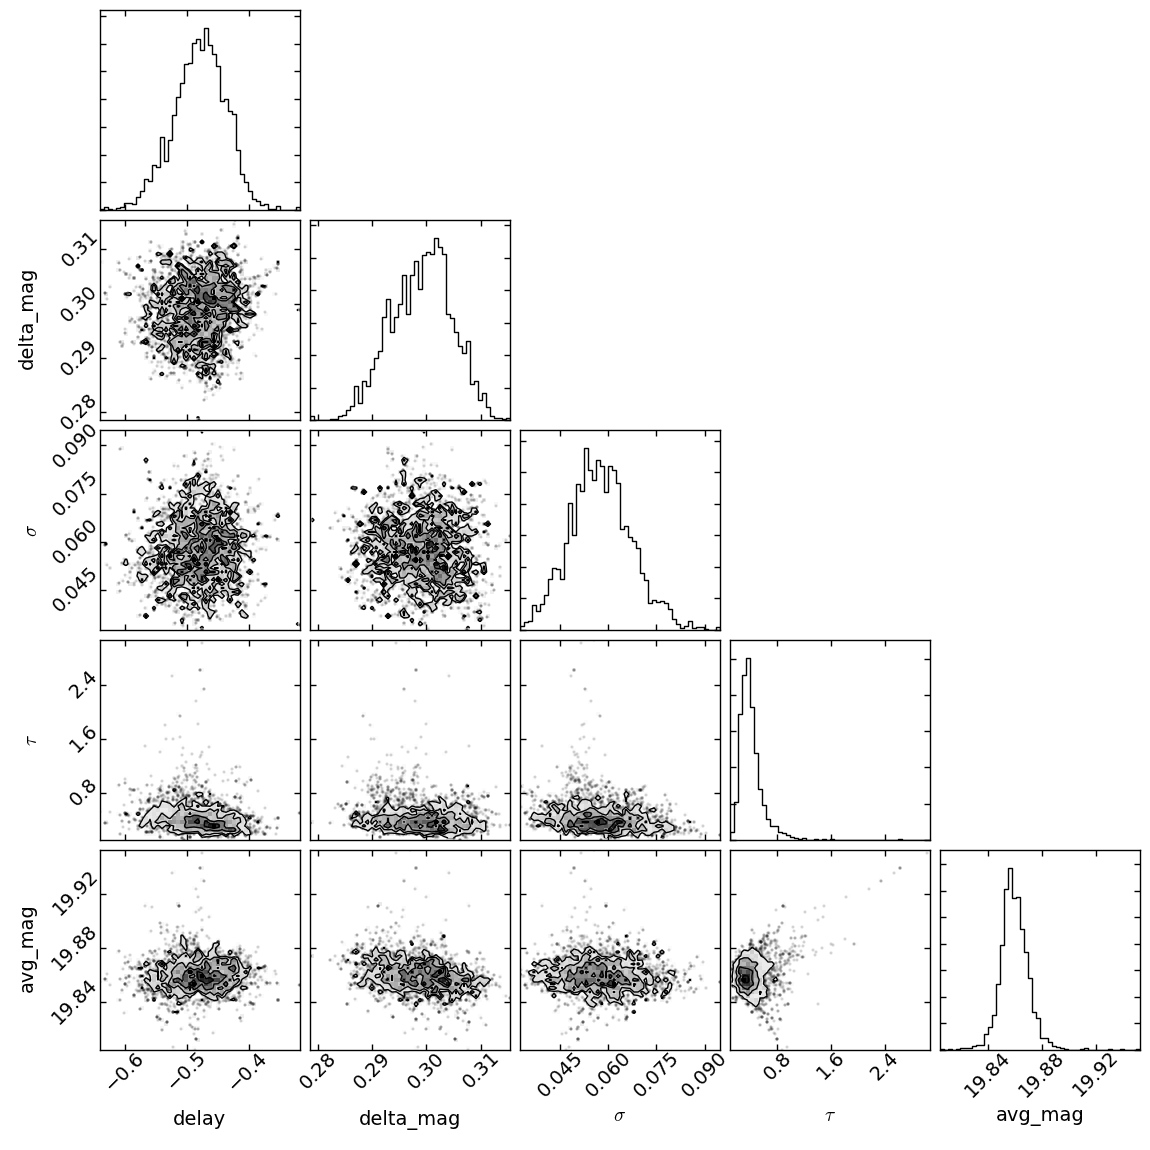 0.31
0.30
0.29
0.28
delta_mag
0.090
0.075
0.060
0.045
σ
2.4
1.6
0.8
τ
19.92
19.88
19.84
avg_mag
−0.6 −0.5 −0.4
0.28 0.29 0.30 0.31
0.045 0.060 0.075 0.090
0.8 1.6 2.4
19.84 19.88 19.92
delay delta_mag σ τ avg_mag